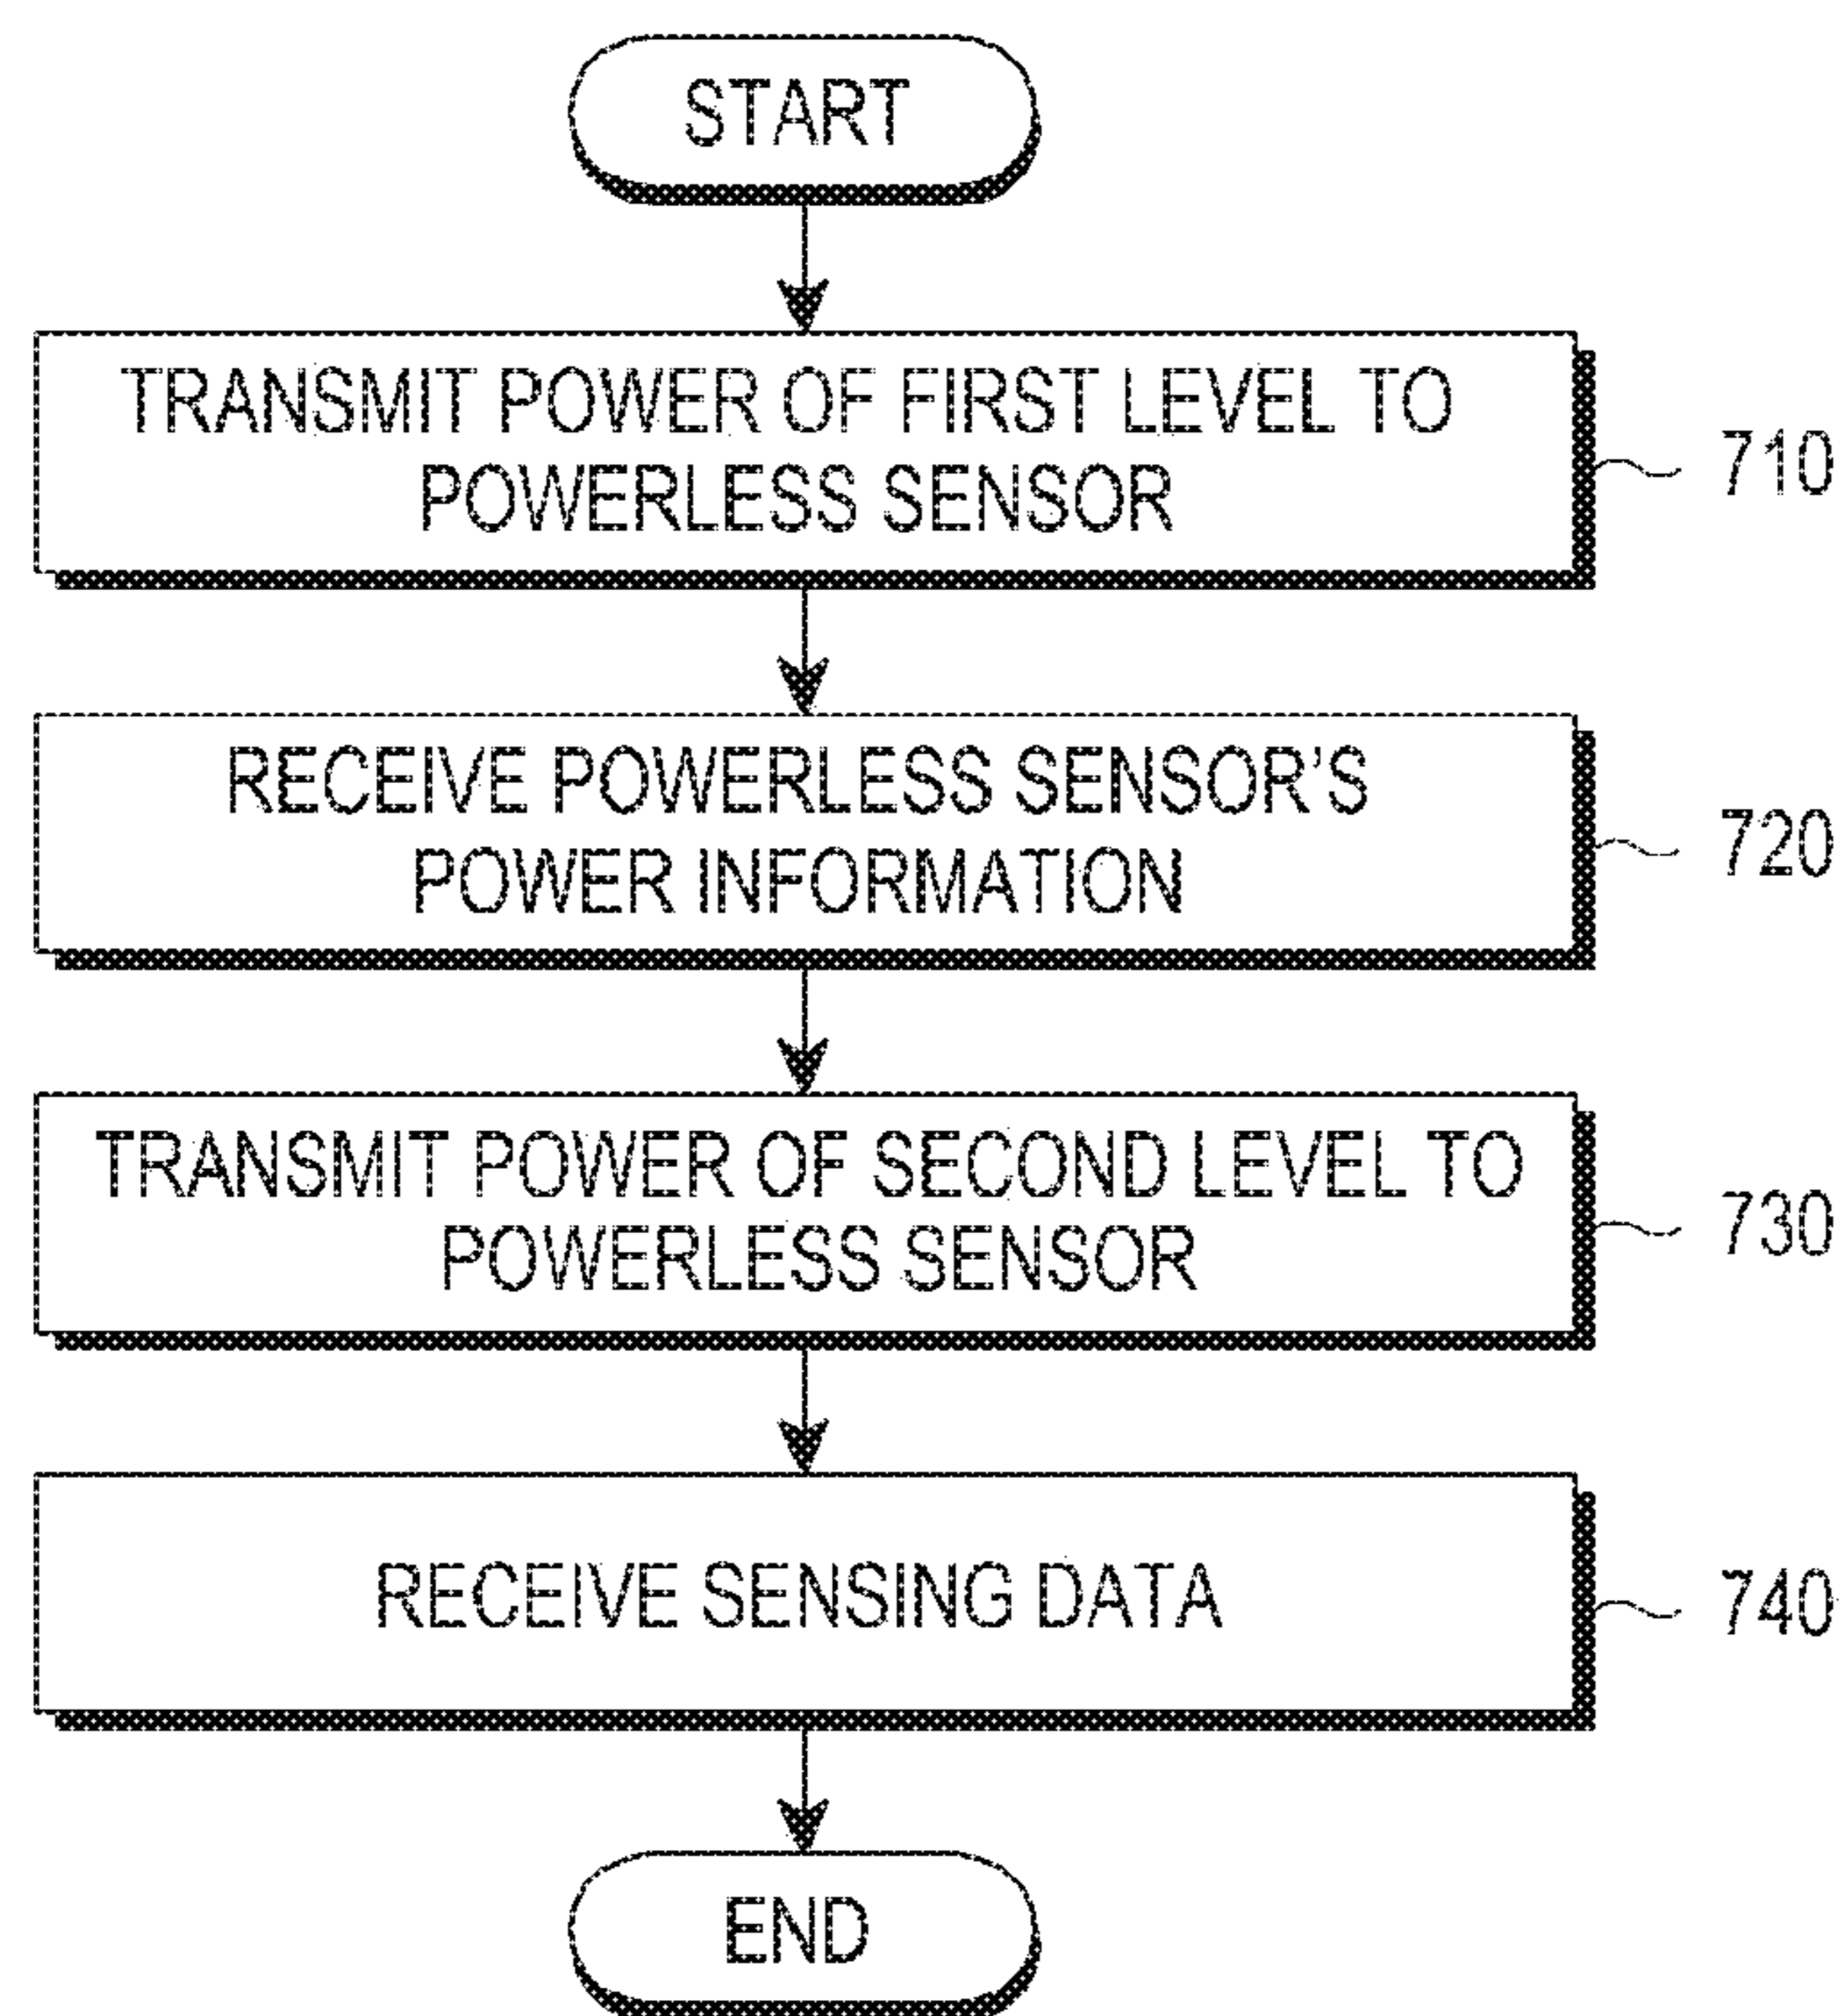 START
TRANSMIT POWER OF FIRST LEVEL TO
POWERLESS SENSOR
710
RECEIVE POWERLESS SENSOR'S
POWER INFORMATION
720
TRANSMIT POWER OF SECOND LEVEL TO
POWERLESS SENSOR
730
RECEIVE SENSING DATA
740
END